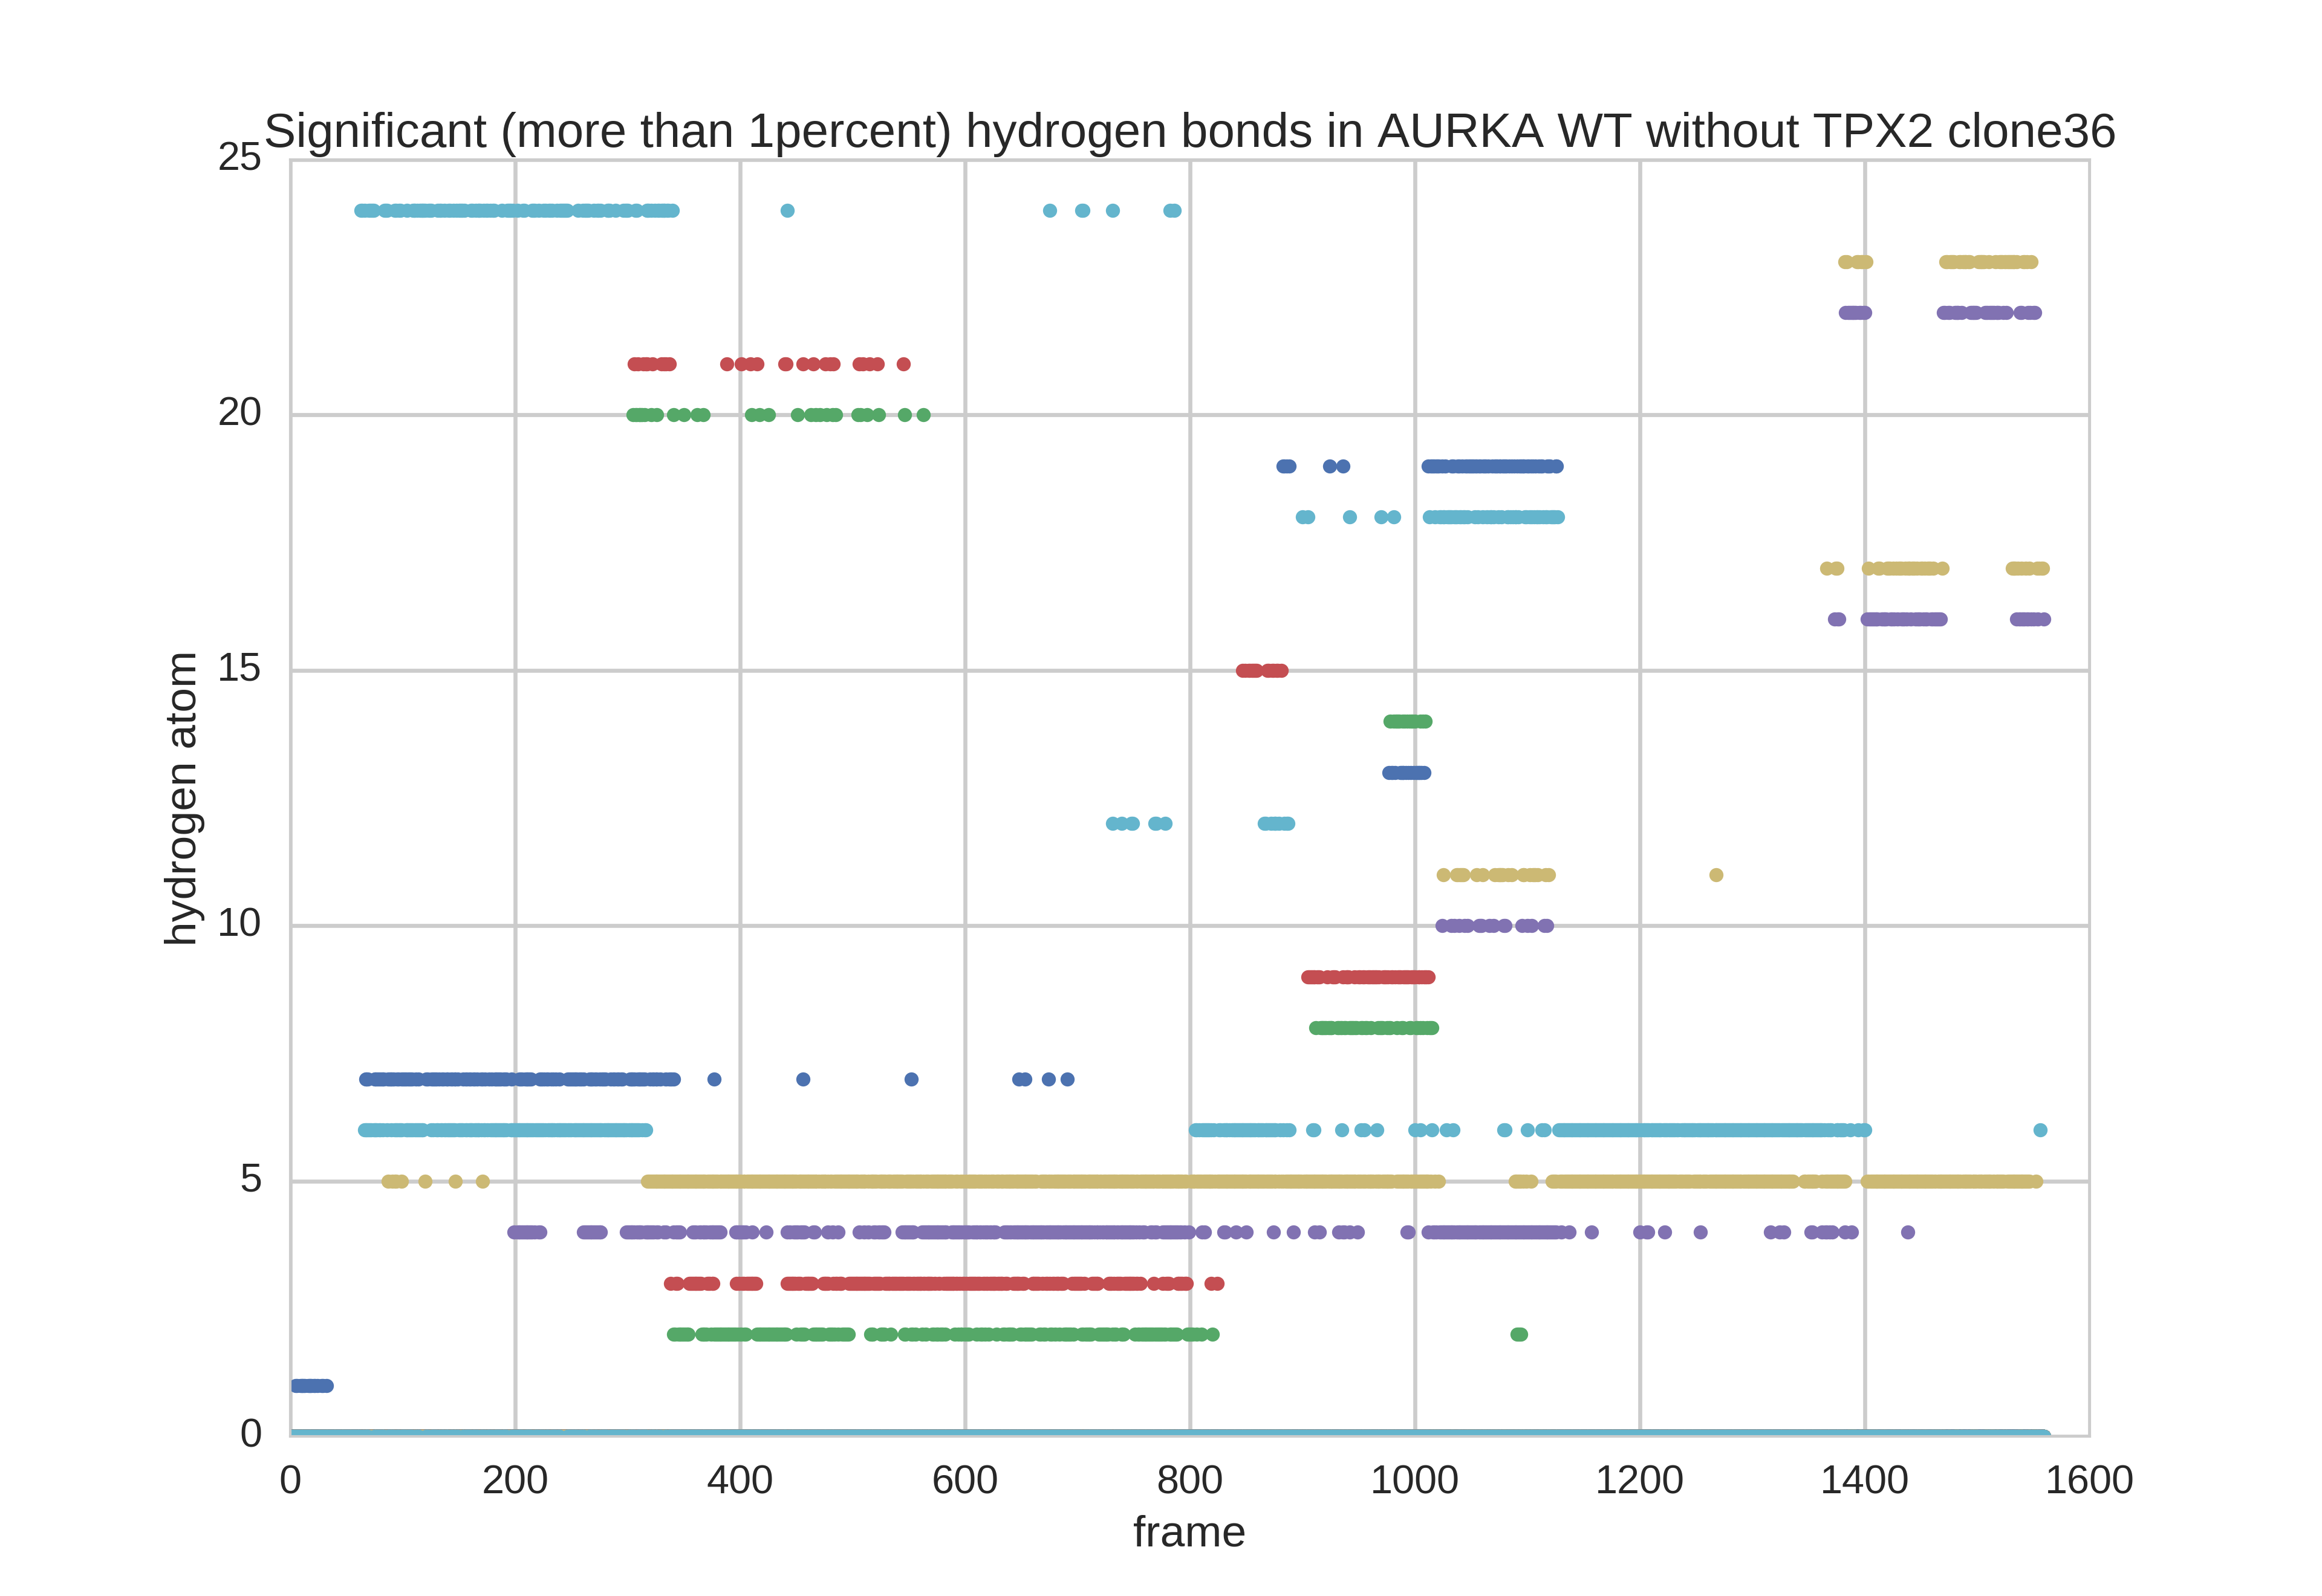 Significant (more than 1percent) hydrogen bonds in AURKA WT without TPX2 clone36
25
20
15
10
5
0
hydrogen atom
0 200 400 600 800 1000 1200 1400 1600
frame